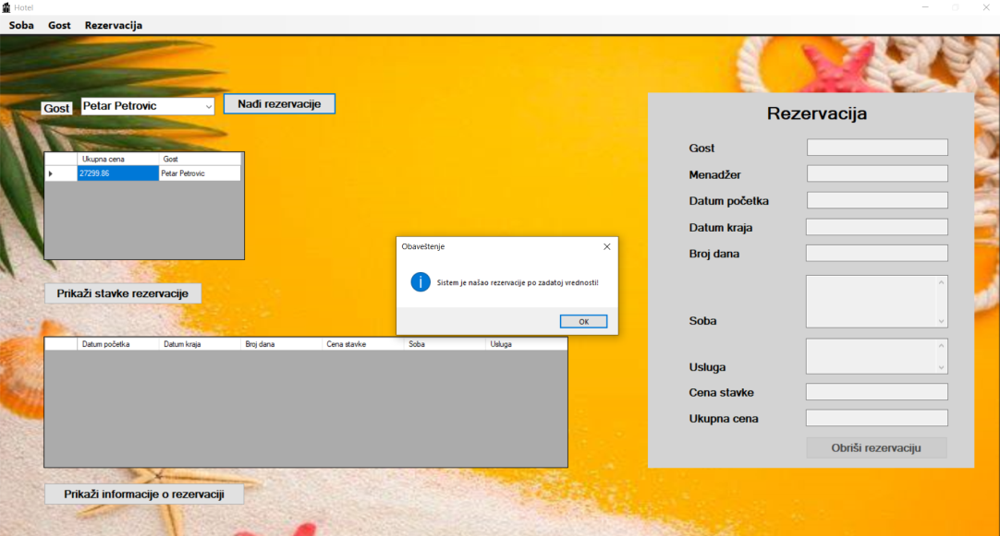 Hotel
Soba Gost Rezervacija
Gost Petar Petrovic Nađi rezervacije
Ukupna cena Gost
27299.86 Petar Petrovic
Prikaži stavke rezervacije
Datum početka Datum kraja Broj dana Cena stavke Soba Usluga
Prikaži informacije o rezervaciji
Obaveštenje
Sistem je našao rezervacije po zadatoj vrednosti!
OK
Rezervacija
Gost
Menadžer
Datum početka
Datum kraja
Broj dana
Soba
Usluga
Cena stavke
Ukupna cena
Obriši rezervaciju